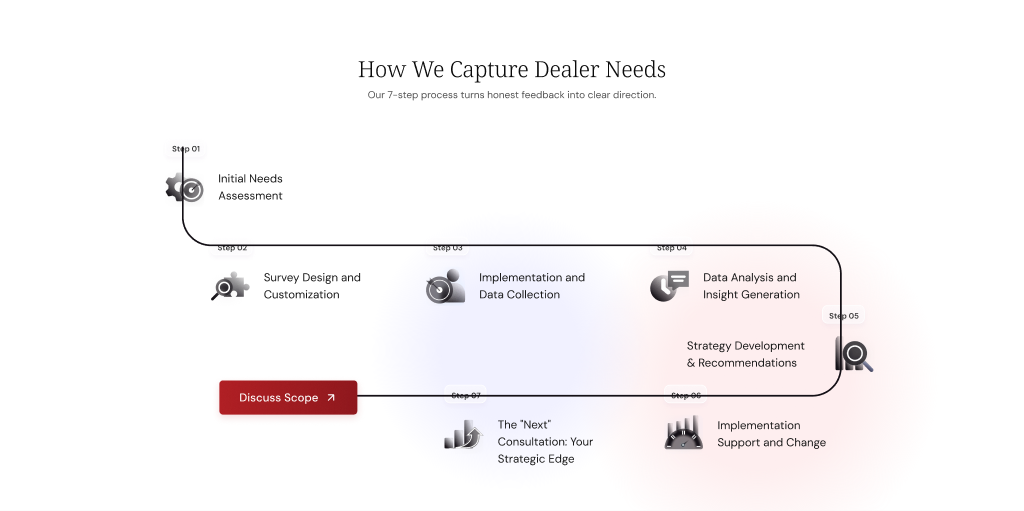 How We Capture Dealer Needs
Our 7-step process turns honest feedback into clear direction.
Step 01
Initial Needs
Assessment
Step 02
Survey Design and
Customization
Step 03
Implementation and
Data Collection
Step 04
Data Analysis and
Insight Generation
Step 05
Strategy Development
& Recommendations
Step 06
Implementation
Support and Change
Step 07
The "Next"
Consultation: Your
Strategic Edge
Discuss Scope